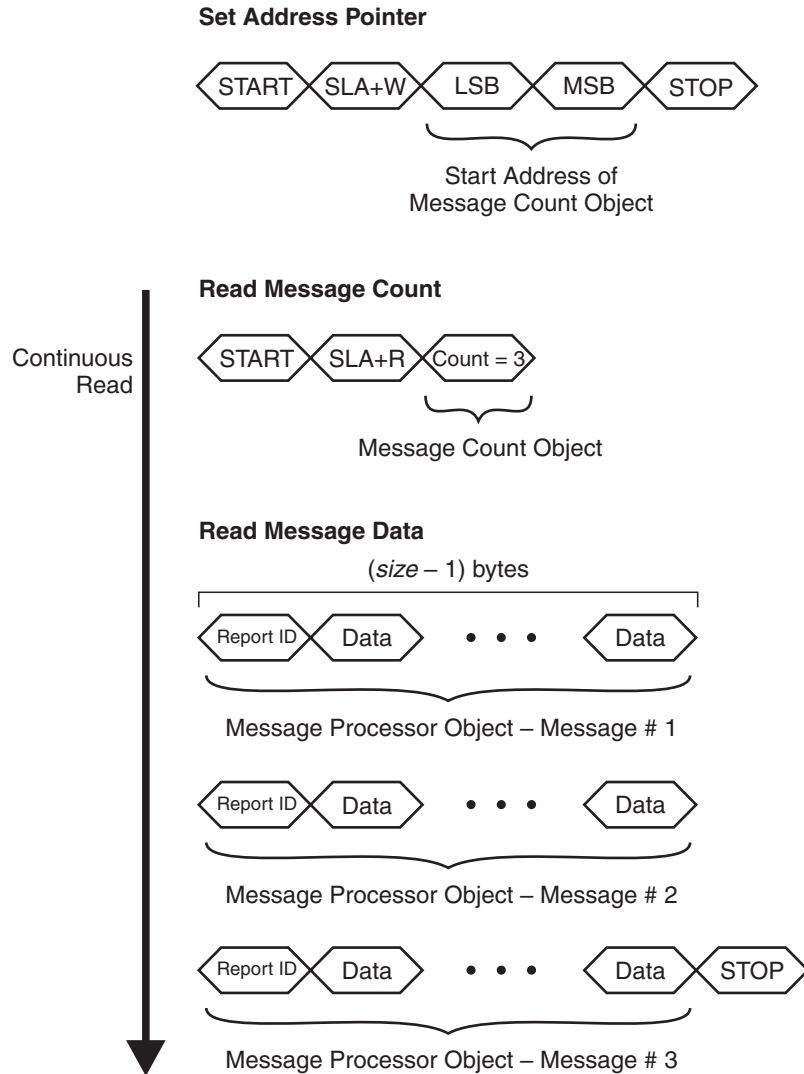 Set Address Pointer
START SLA+W LSB MSB STOP
Start Address of
Message Count Object
Read Message Count
Continuous
Read
START SLA+R Count = 3
Message Count Object
Read Message Data
(size – 1) bytes
Report ID Data • • • Data
Message Processor Object – Message # 1
Report ID Data • • • Data
Message Processor Object – Message # 2
Report ID Data • • • Data STOP
Message Processor Object – Message # 3